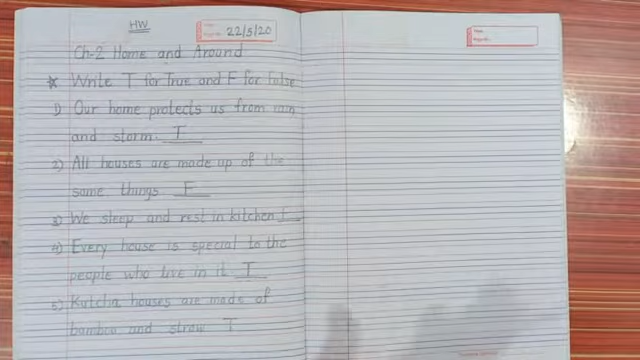 HW
22/5/20
Ch-2 Home and Around
* Write T for True and F for false
1) Our home protects us from rain
and storm. T
2) All houses are made up of the
same things. F
3) We sleep and rest in kitchen
4) Every house is special to the
people who live in it. T
5) Kutcha houses are made of
bamboo and straw T